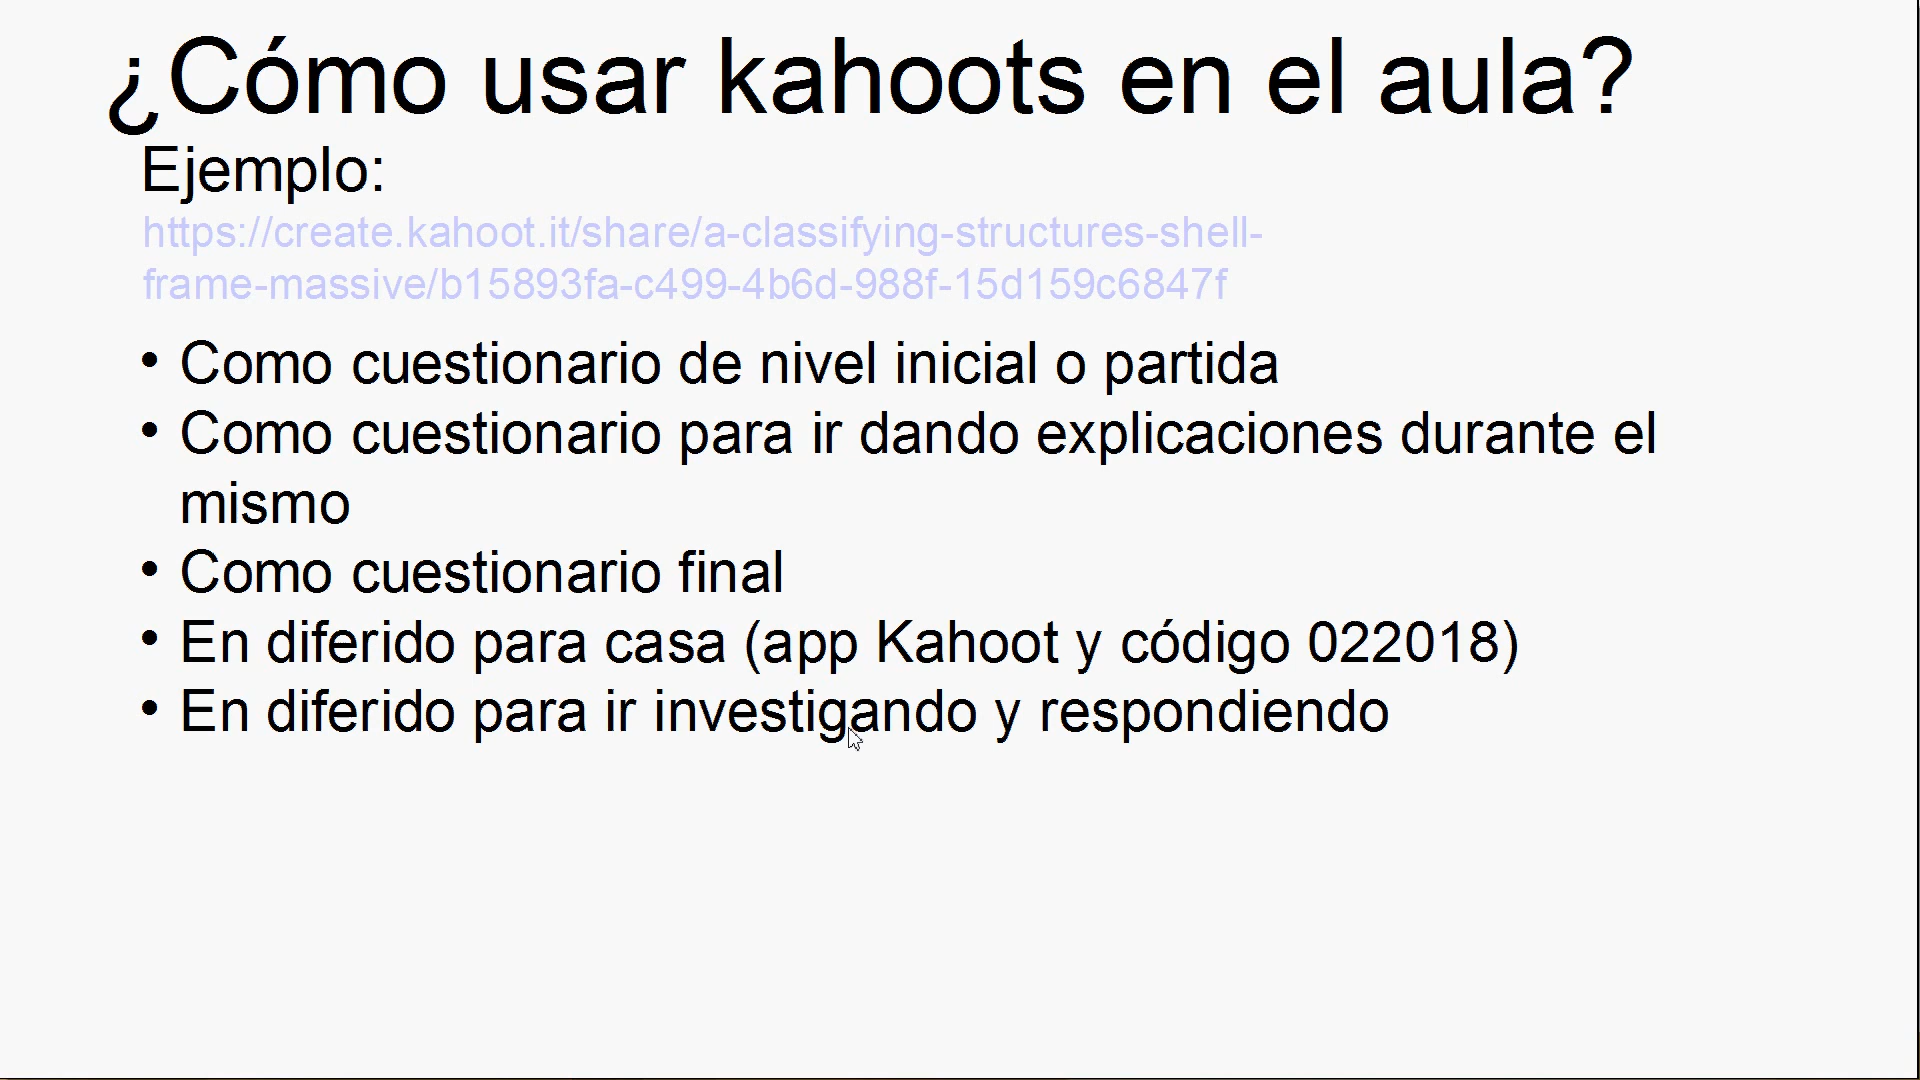 ¿Cómo usar kahoots en el aula?
Ejemplo:
https://create.kahoot.it/share/a-classifying-structures-shell-
frame-massive/b15893fa-c499-4b6d-988f-15d159c6847f
• Como cuestionario de nivel inicial o partida
• Como cuestionario para ir dando explicaciones durante el
mismo
• Como cuestionario final
• En diferido para casa (app Kahoot y código 022018)
• En diferido para ir investigando y respondiendo